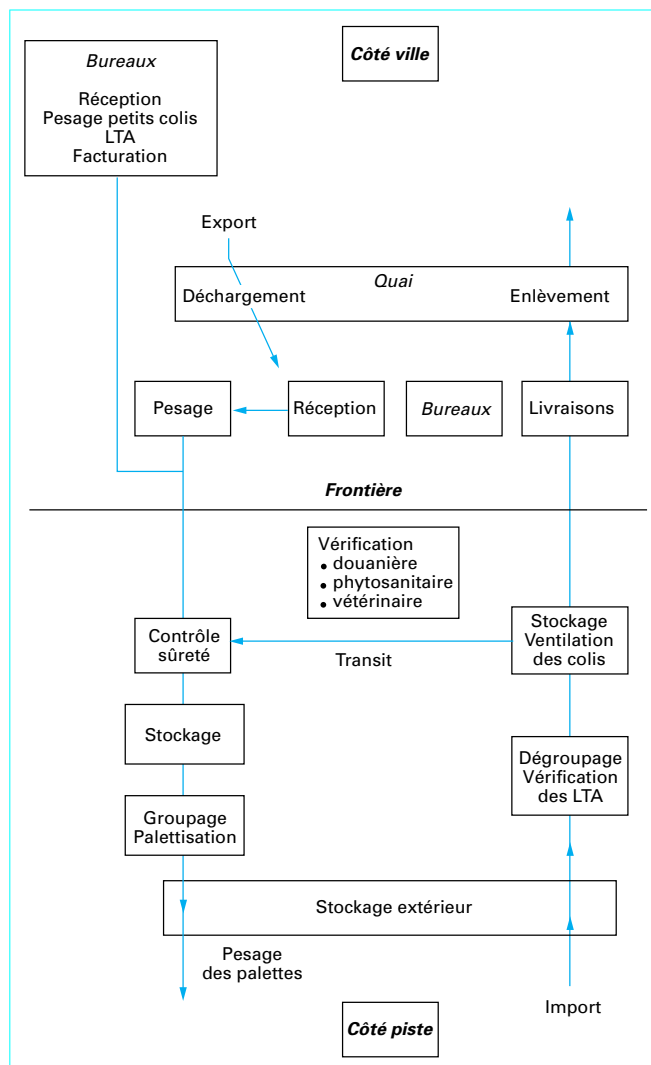 Bureaux
Réception
Pesage petits colis
LTA
Facturation
Côté ville
Export
Quai
Déchargement
Enlèvement
Pesage
Réception
Bureaux
Livraisons
Frontière
Vérification
• douanière
• phytosanitaire
• vétérinaire
Contrôle
sûreté
Transit
Stockage
Ventilation
des colis
Stockage
Dégroupage
Vérification
des LTA
Groupage
Palettisation
Stockage extérieur
Pesage
des palettes
Import
Côté piste